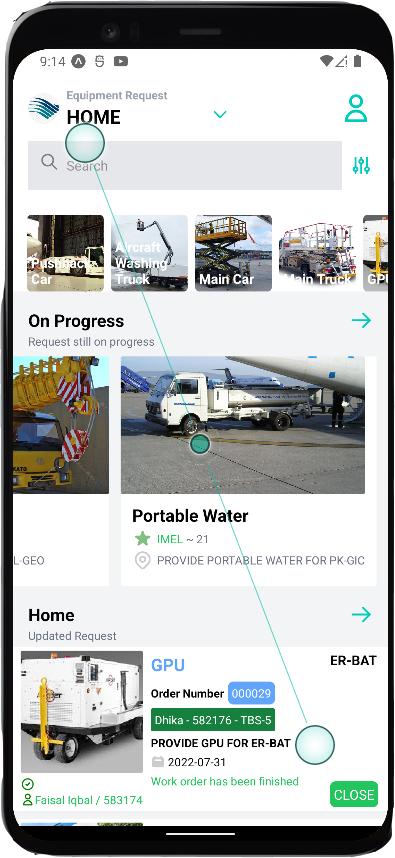 9:14
Equipment Request
HOME
Search
Pushback
Car
Aircraft
Washing
Truck
Main Car
Main Truck
GPU
On Progress
Request still on progress
KATO
L-GEO
Portable Water
IMEL ~ 21
PROVIDE PORTABLE WATER FOR PK-GIC
Home
Updated Request
GPU
ER-BAT
Order Number 000029
Dhika - 582176 - TBS-5
PROVIDE GPU FOR ER-BAT
2022-07-31
Work order has been finished
Faisal Iqbal / 583174
CLOSE